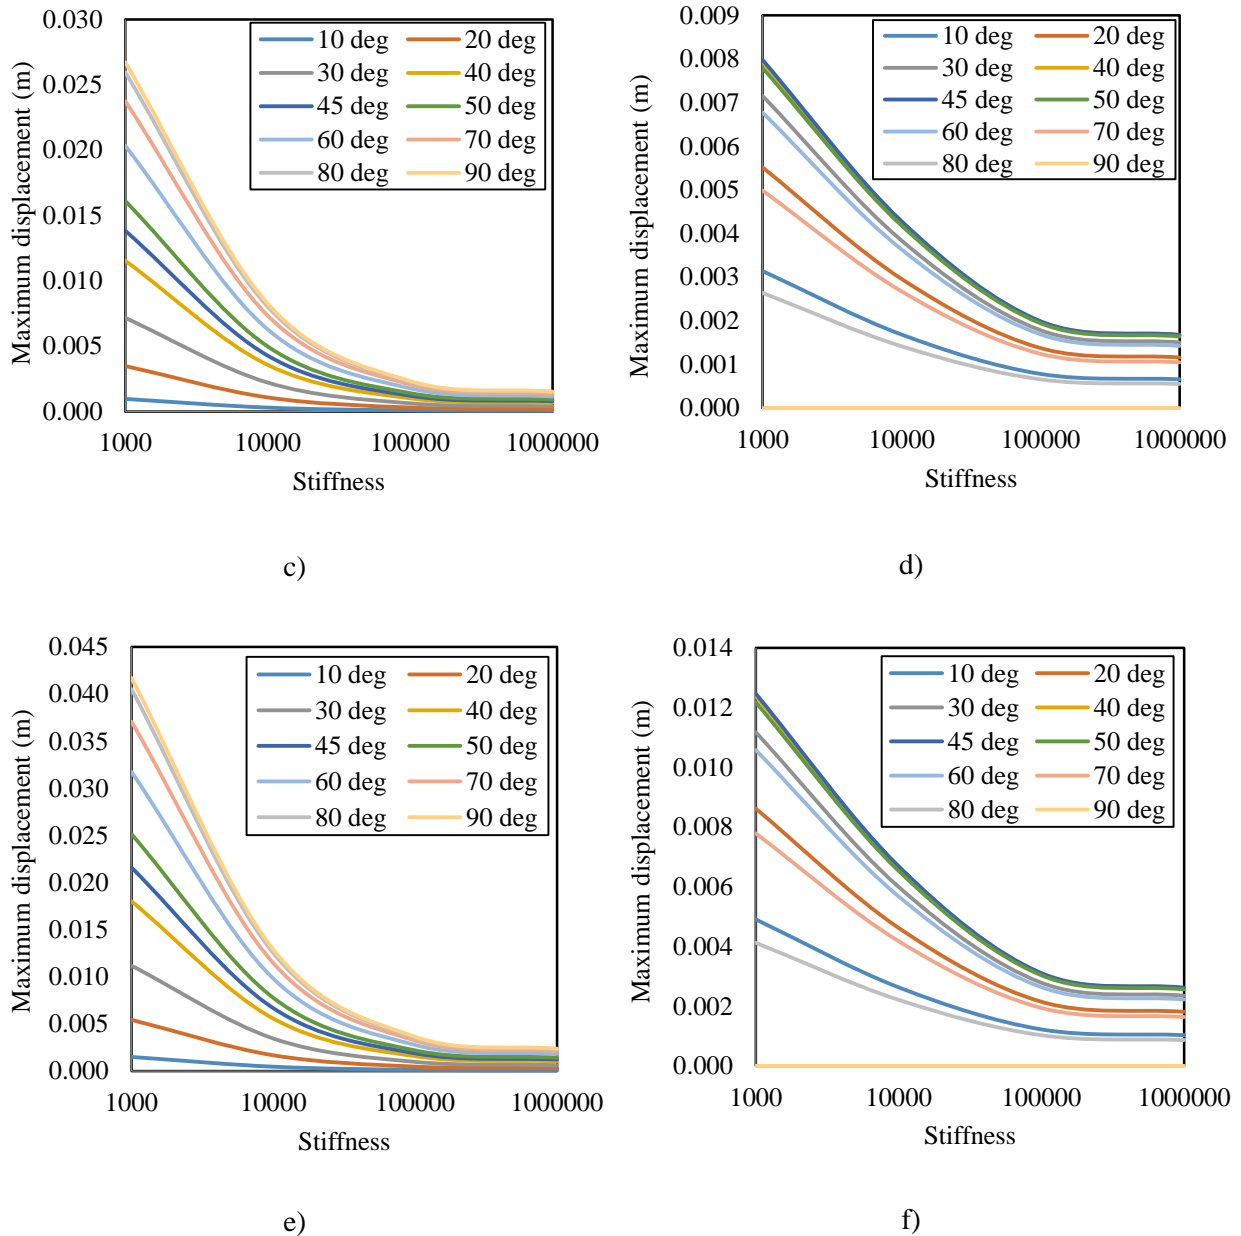 0.030
0.025
0.020
0.015
0.010
0.005
0.000
Maximum displacement (m)
10 deg 20 deg
30 deg 40 deg
45 deg 50 deg
60 deg 70 deg
80 deg 90 deg
1000 10000 100000 1000000
Stiffness
c)
0.009
0.008
0.007
0.006
0.005
0.004
0.003
0.002
0.001
0.000
Maximum displacement (m)
10 deg 20 deg
30 deg 40 deg
45 deg 50 deg
60 deg 70 deg
80 deg 90 deg
1000 10000 100000 1000000
Stiffness
d)
0.045
0.040
0.035
0.030
0.025
0.020
0.015
0.010
0.005
0.000
Maximum displacement (m)
10 deg 20 deg
30 deg 40 deg
45 deg 50 deg
60 deg 70 deg
80 deg 90 deg
1000 10000 100000 1000000
Stiffness
e)
0.014
0.012
0.010
0.008
0.006
0.004
0.002
0.000
Maximum displacement (m)
10 deg 20 deg
30 deg 40 deg
45 deg 50 deg
60 deg 70 deg
80 deg 90 deg
1000 10000 100000 1000000
Stiffness
f)